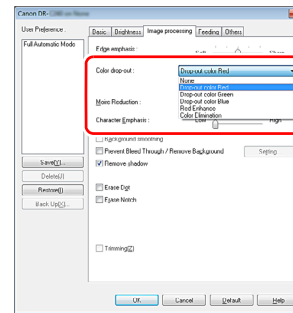 Canon DR-
User Preference :
Full Automatic Mode
Basic Brightness Image processing Feeding Others
Edge emphasis :
Color drop-out : Drop-out color Red
None
Drop-out color Red
Drop-out color Green
Drop-out color Blue
Red Enhance
Color Elimination
Moire Reduction :
Character Emphasis : Low High
Background smoothing
Prevent Bleed Through / Remove Background Setting
Remove shadow
Save(Y)...
Delete(J)
Restore(I)
Back Up(X)...
Erase Dot
Erase Notch
Trimming(Z)
OK Cancel Default Help